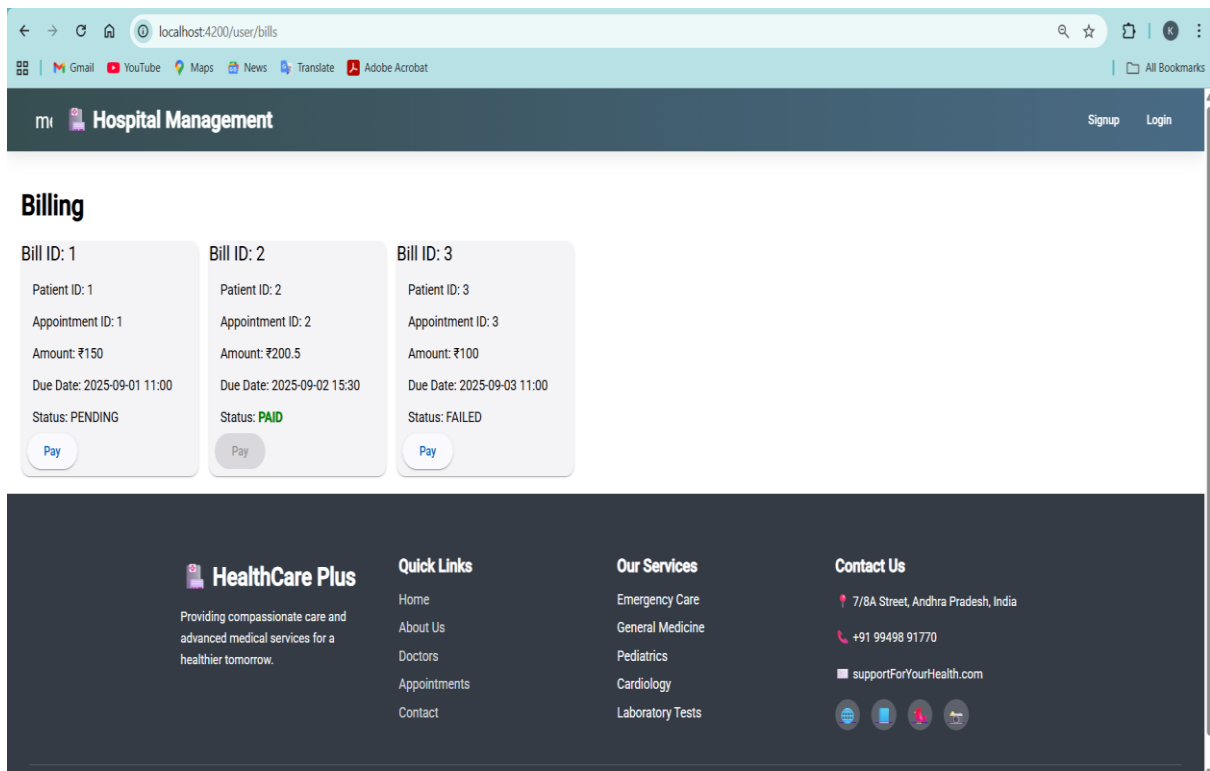 localhost:4200/user/bills
K
Gmail YouTube Maps News Translate Adobe Acrobat All Bookmarks
Hospital Management Signup Login
Billing
Bill ID: 1
Patient ID: 1
Appointment ID: 1
Amount: ₹150
Due Date: 2025-09-01 11:00
Status: PENDING
Pay
Bill ID: 2
Patient ID: 2
Appointment ID: 2
Amount: ₹200.5
Due Date: 2025-09-02 15:30
Status: PAID
Pay
Bill ID: 3
Patient ID: 3
Appointment ID: 3
Amount: ₹100
Due Date: 2025-09-03 11:00
Status: FAILED
Pay
HealthCare Plus
Providing compassionate care and
advanced medical services for a
healthier tomorrow.
Quick Links
Home
About Us
Doctors
Appointments
Contact
Our Services
Emergency Care
General Medicine
Pediatrics
Cardiology
Laboratory Tests
Contact Us
7/8A Street, Andhra Pradesh, India
+91 99498 91770
supportForYourHealth.com